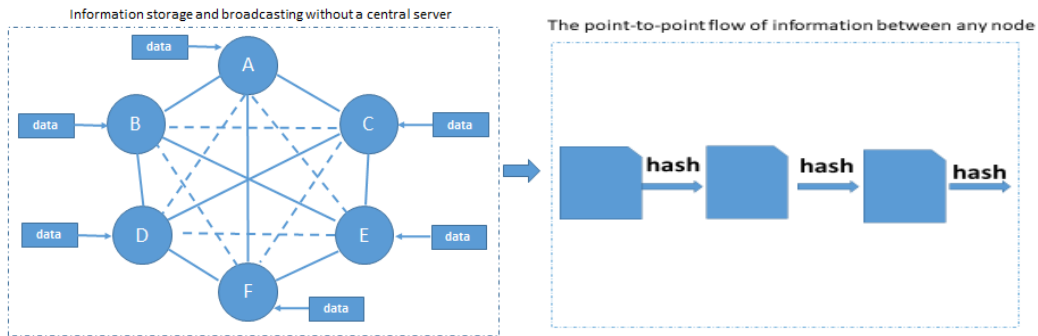 Information storage and broadcasting without a central server
The point-to-point flow of information between any node
data
A
data
B
C
data
hash
hash
hash
data
D
E
data
F
data